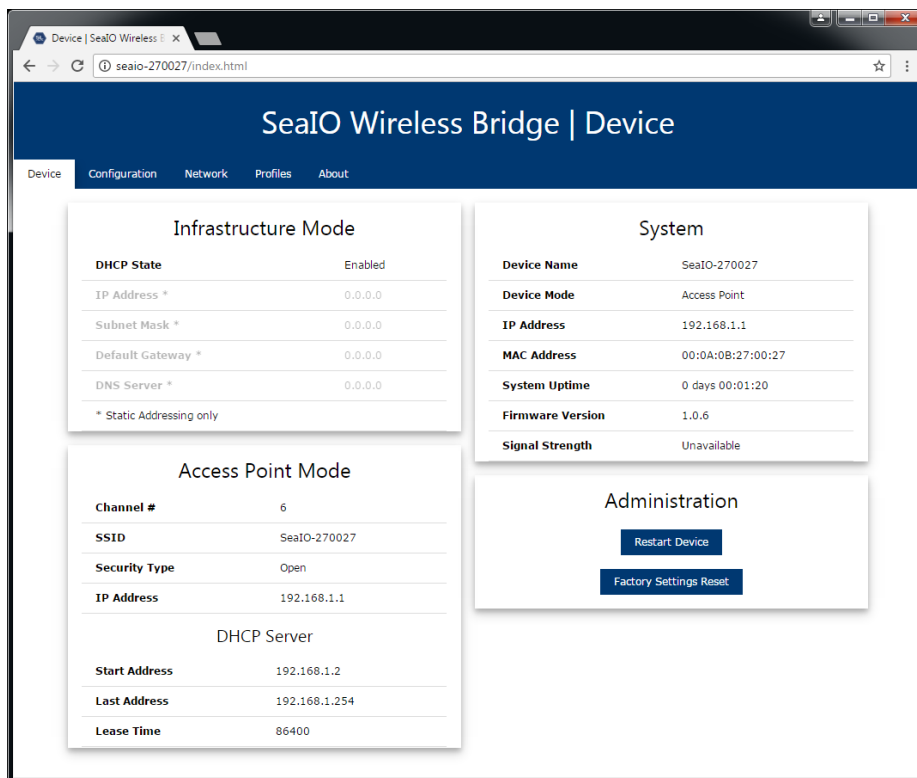 Device | SeaIO Wireless B
seaio-270027/index.html
SeaIO Wireless Bridge | Device
Device Configuration Network Profiles About
Infrastructure Mode
DHCP State Enabled
IP Address * 0.0.0.0
Subnet Mask * 0.0.0.0
Default Gateway * 0.0.0.0
DNS Server * 0.0.0.0
* Static Addressing only
Access Point Mode
Channel # 6
SSID SeaIO-270027
Security Type Open
IP Address 192.168.1.1
DHCP Server
Start Address 192.168.1.2
Last Address 192.168.1.254
Lease Time 86400
System
Device Name SeaIO-270027
Device Mode Access Point
IP Address 192.168.1.1
MAC Address 00:0A:0B:27:00:27
System Uptime 0 days 00:01:20
Firmware Version 1.0.6
Signal Strength Unavailable
Administration
Restart Device
Factory Settings Reset